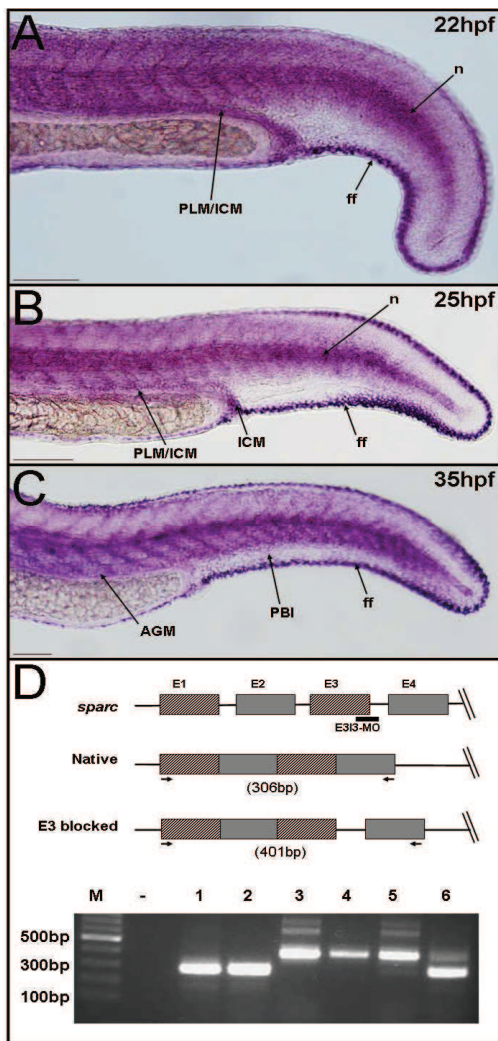 A
22hpf
n
PLM/ICM
ff
B
25hpf
n
PLM/ICM
ICM
ff
C
35hpf
AGM
PBI
ff
D
E1 E2 E3 E4
sparc
E3I3-MO
Native
(306bp)
E3 blocked
(401bp)
M - 1 2 3 4 5 6
500bp
300bp
100bp